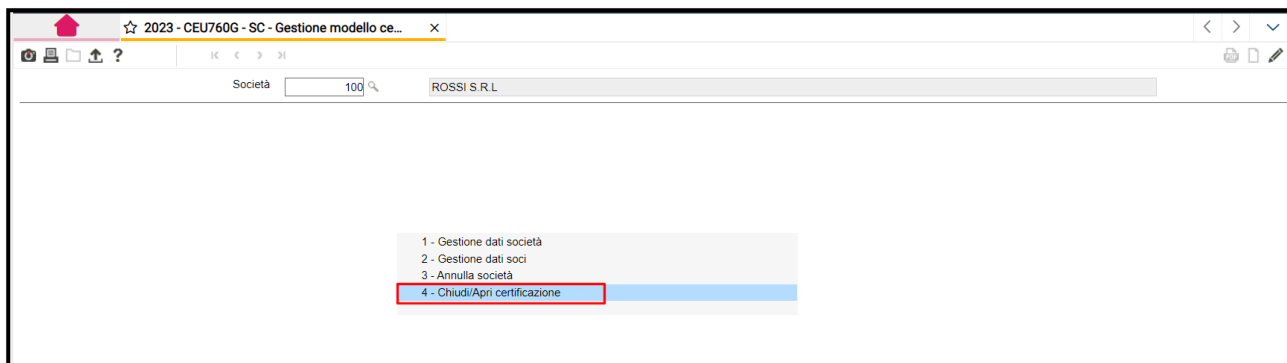 2023 - CEU760G - SC - Gestione modello ce...
Società 100 ROSSI S.R.L
1 - Gestione dati società
2 - Gestione dati soci
3 - Annulla società
4 - Chiudi/Apri certificazione